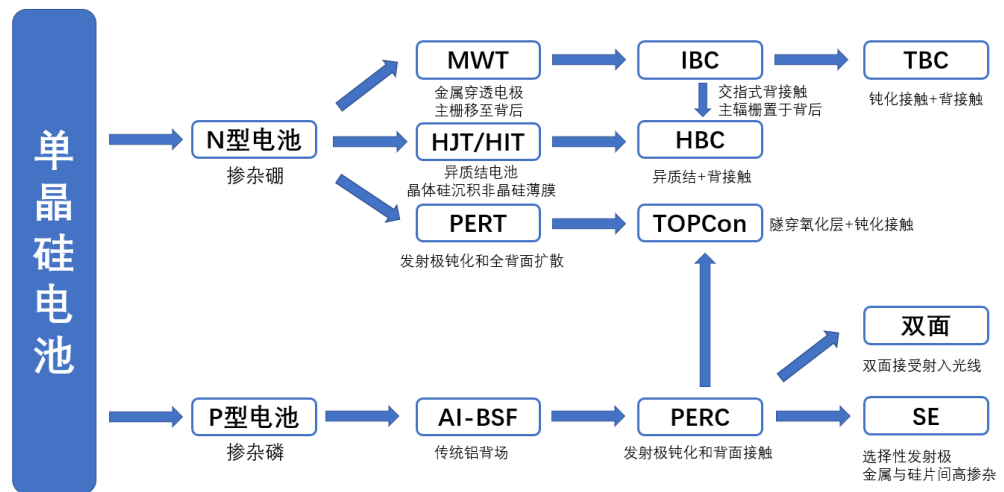 单晶硅电池
N型电池
掺杂硼
MWT
金属穿透电极
主栅移至背后
IBC
交指式背接触
主辐栅置于背后
TBC
钝化接触+背接触
HJT/HIT
异质结电池
晶体硅沉积非晶硅薄膜
HBC
异质结+背接触
PERT
发射极钝化和全背面扩散
TOPCon
隧穿氧化层+钝化接触
P型电池
掺杂磷
AI-BSF
传统铝背场
PERC
发射极钝化和背面接触
双面
双面接受射入光线
SE
选择性发射极
金属与硅片间高掺杂